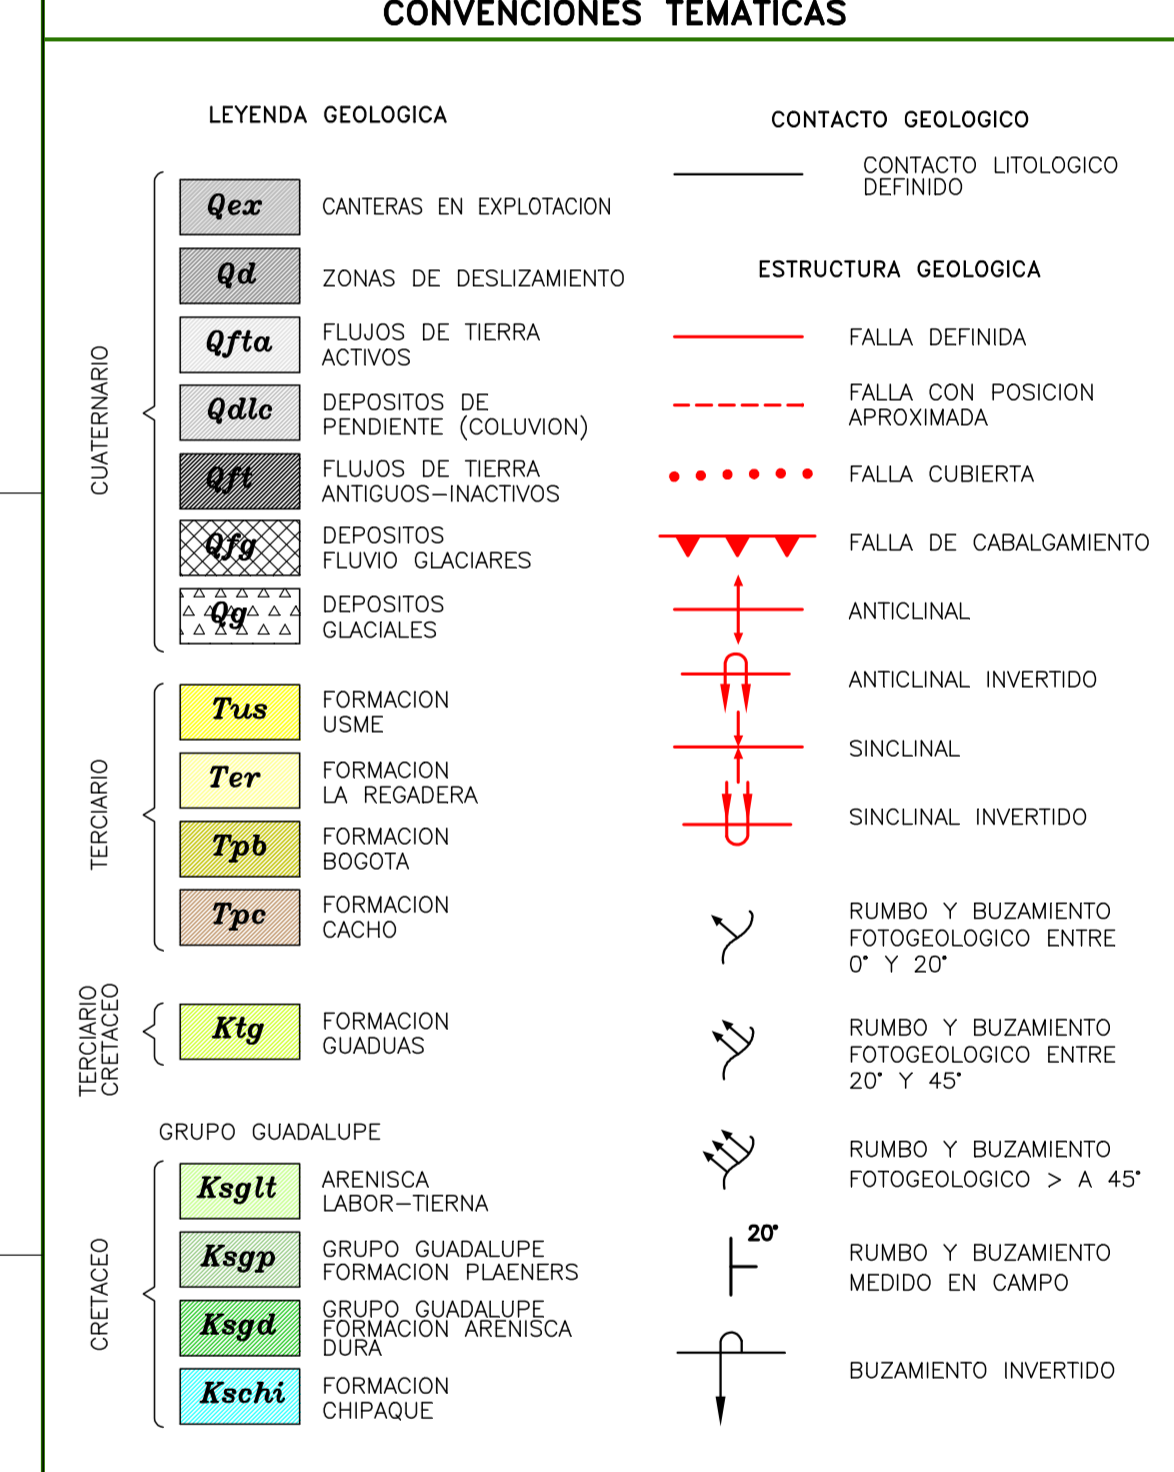 CONVENCIONES TEMATICAS
LEYENDA GEOLOGICA
CUATERNARIO
Qex
CANTERAS EN EXPLOTACION
Qd
ZONAS DE DESLIZAMIENTO
Qfta
FLUJOS DE TIERRA
ACTIVOS
Qdlc
DEPOSITOS DE
PENDIENTE (COLUVION)
Qft
FLUJOS DE TIERRA
ANTIGUOS-INACTIVOS
Qfg
DEPOSITOS
FLUVIO GLACIARES
Qg
DEPOSITOS
GLACIALES
TERCIARIO
Tus
FORMACION
USME
Ter
FORMACION
LA REGADERA
Tpb
FORMACION
BOGOTA
Tpc
FORMACION
CACHO
TERCIARIO
CRETACEO
Ktg
FORMACION
GUADUAS
GRUPO GUADALUPE
CRETACEO
Ksglt
ARENISCA
LABOR-TIERNA
Ksgp
GRUPO GUADALUPE
FORMACION PLAENERS
Ksgd
GRUPO GUADALUPE
FORMACION ARENISCA
DURA
Kschi
FORMACION
CHIPAQUE
CONTACTO GEOLOGICO
CONTACTO LITOLOGICO
DEFINIDO
ESTRUCTURA GEOLOGICA
FALLA DEFINIDA
FALLA CON POSICION
APROXIMADA
FALLA CUBIERTA
FALLA DE CABALGAMIENTO
ANTICLINAL
ANTICLINAL INVERTIDO
SINCLINAL
SINCLINAL INVERTIDO
RUMBO Y BUZAMIENTO
FOTOGEOLOGICO ENTRE
0° Y 20°
RUMBO Y BUZAMIENTO
FOTOGEOLOGICO ENTRE
20° Y 45°
RUMBO Y BUZAMIENTO
FOTOGEOLOGICO > A 45°
20°
RUMBO Y BUZAMIENTO
MEDIDO EN CAMPO
BUZAMIENTO INVERTIDO